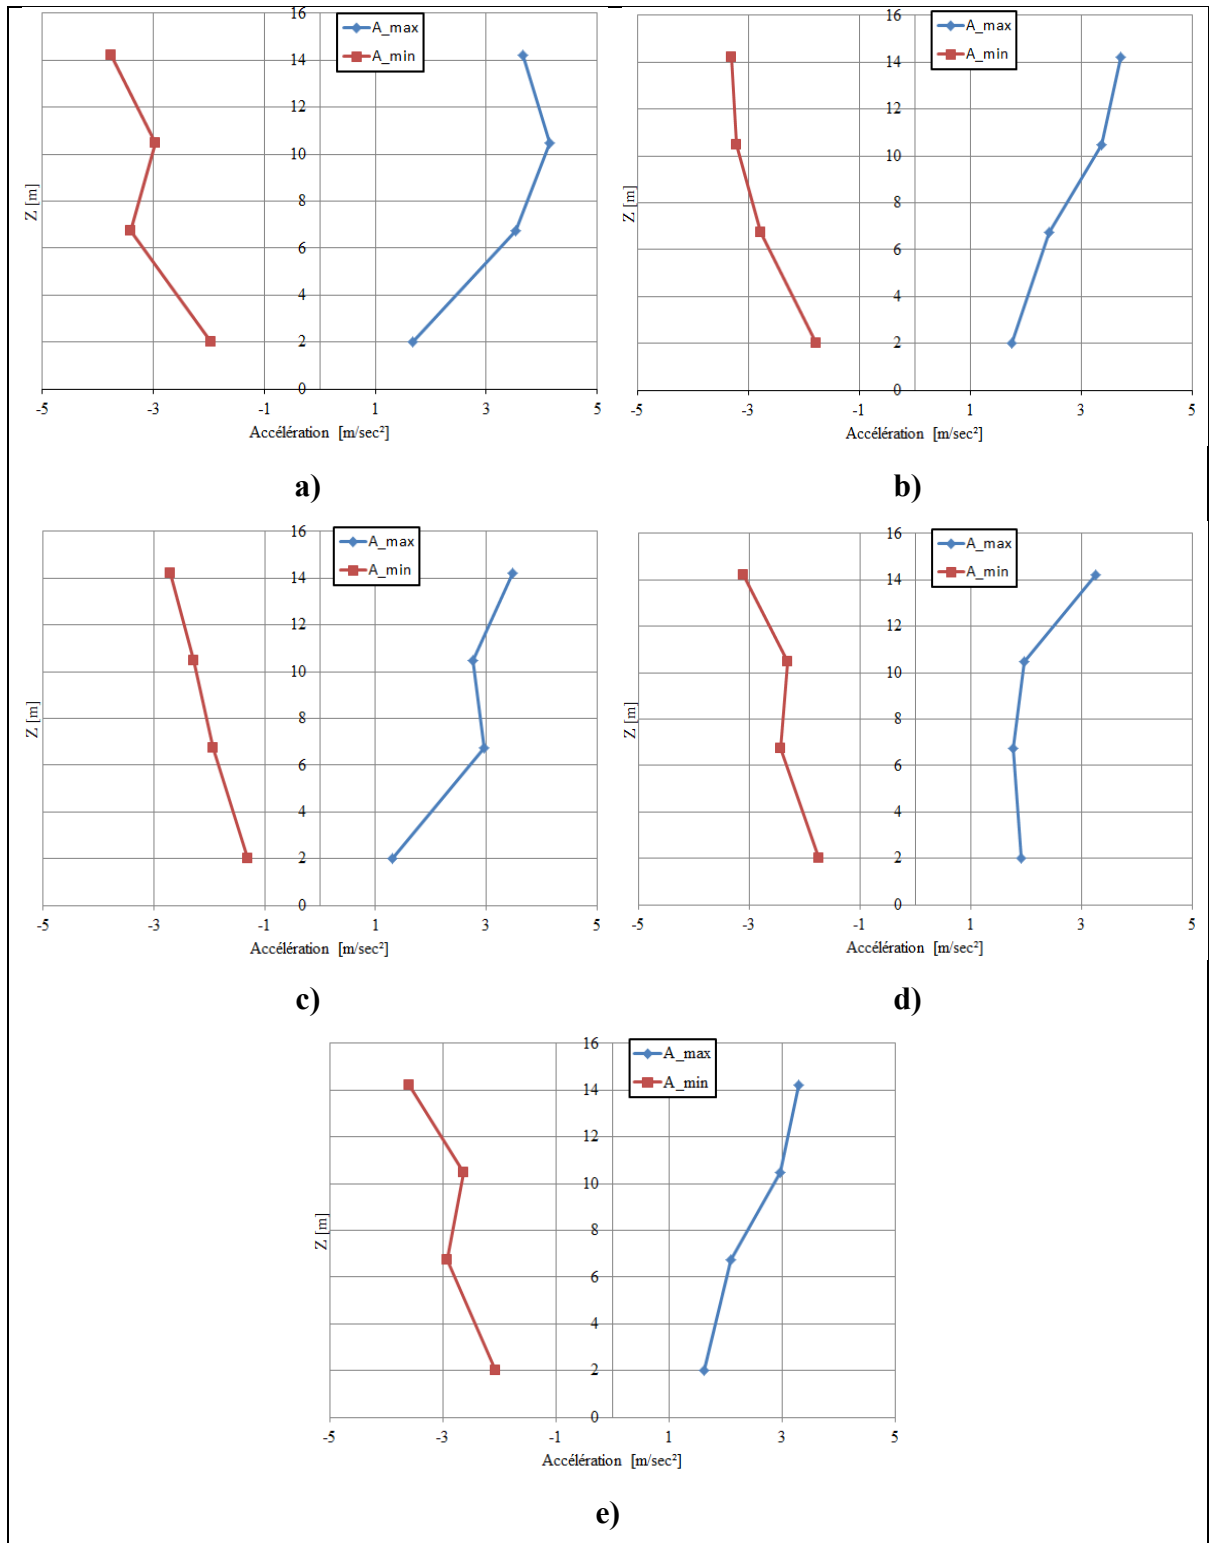 A_max
A_min
16
14
12
10
8
6
4
2
0
Z [m]
-5 -3 -1 1 3 5
Accélération [m/sec²]
a)
A_max
A_min
16
14
12
10
8
6
4
2
0
Z [m]
-5 -3 -1 1 3 5
Accélération [m/sec²]
b)
A_max
A_min
16
14
12
10
8
6
4
2
0
Z [m]
-5 -3 -1 1 3 5
Accélération [m/sec²]
c)
A_max
A_min
16
14
12
10
8
6
4
2
0
Z [m]
-5 -3 -1 1 3 5
Accélération [m/sec²]
d)
A_max
A_min
16
14
12
10
8
6
4
2
0
Z [m]
-5 -3 -1 1 3 5
Accélération [m/sec²]
e)